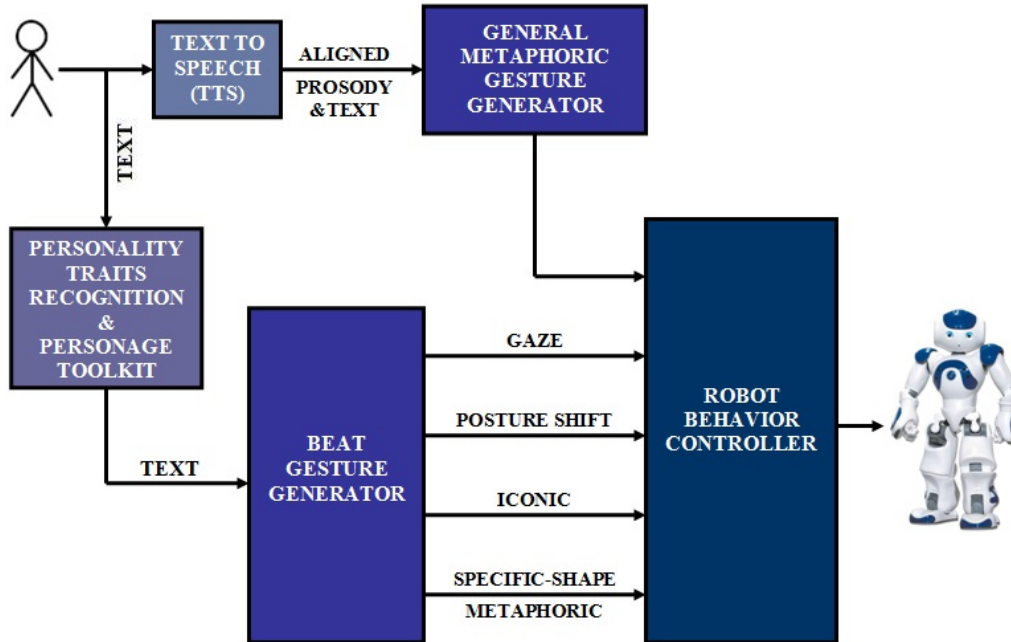 TEXT TO
SPEECH
(TTS)
ALIGNED
PROSODY
&TEXT
GENERAL
METAPHORIC
GESTURE
GENERATOR
TEXT
PERSONALITY
TRAITS
RECOGNITION
&
PERSONAGE
TOOLKIT
TEXT
BEAT
GESTURE
GENERATOR
GAZE
POSTURE SHIFT
ICONIC
SPECIFIC-SHAPE
METAPHORIC
ROBOT
BEHAVIOR
CONTROLLER